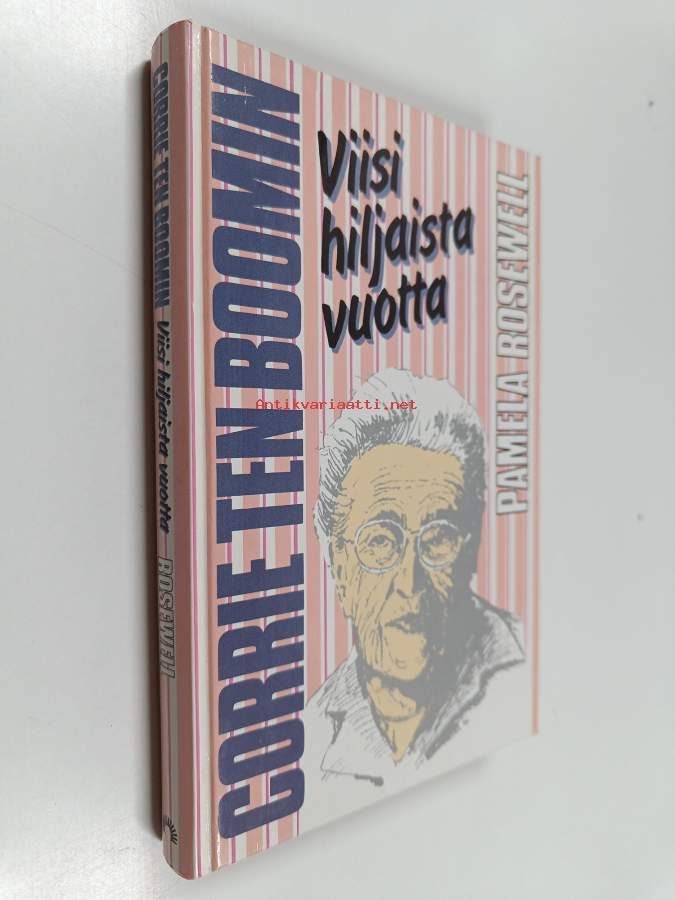 CORRIE TEN BOOMIN
Viisi
hiljaista
vuotta
PAMELA ROSEWELL
CORRIE TEN BOOMIN Viisi hiljaista vuotta ROSEWELL
Antikvariaatti.net